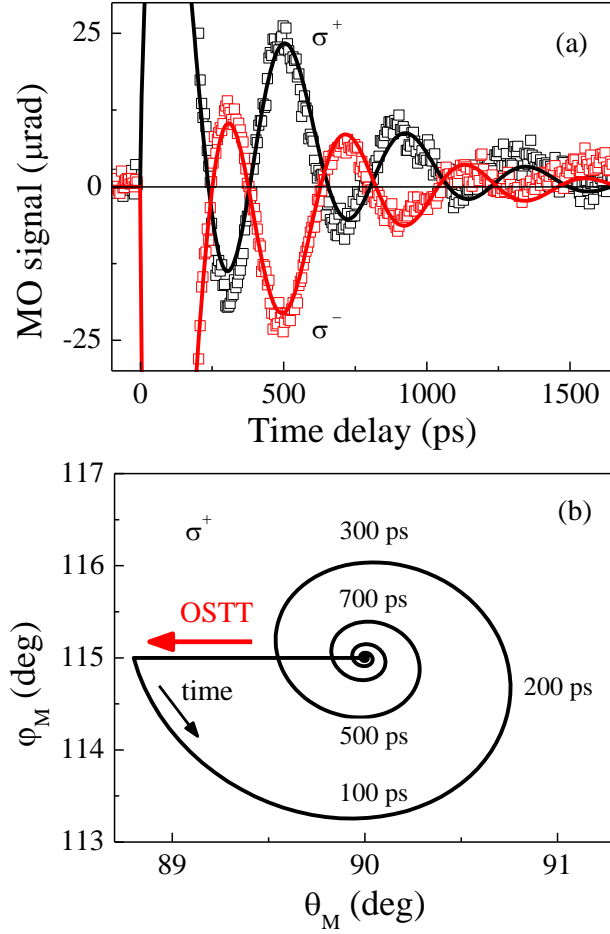 25
0
-25
MO signal (μrad)
σ+
(a)
σ−
0
500
1000
1500
Time delay (ps)
117
116
115
114
113
φM (deg)
σ+
(b)
300 ps
OSTT
700 ps
time
200 ps
500 ps
100 ps
89
90
91
θM (deg)